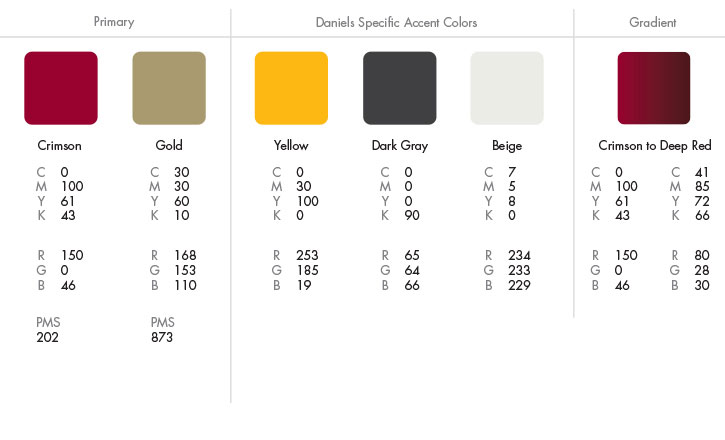 Primary
Daniels Specific Accent Colors
Gradient
Crimson
Gold
Yellow
Dark Gray
Beige
Crimson to Deep Red
C 0 C 30 C 0 C 0 C 7 C 0 C 41
M 100 M 30 M 30 M 0 M 5 M 100 M 85
Y 61 Y 60 Y 100 Y 0 Y 8 Y 61 Y 72
K 43 K 10 K 0 K 90 K 0 K 43 K 66
R 150 R 168 R 253 R 65 R 234 R 150 R 80
G 0 G 153 G 185 G 64 G 233 G 0 G 28
B 46 B 110 B 19 B 66 B 229 B 46 B 30
PMS PMS
202 873